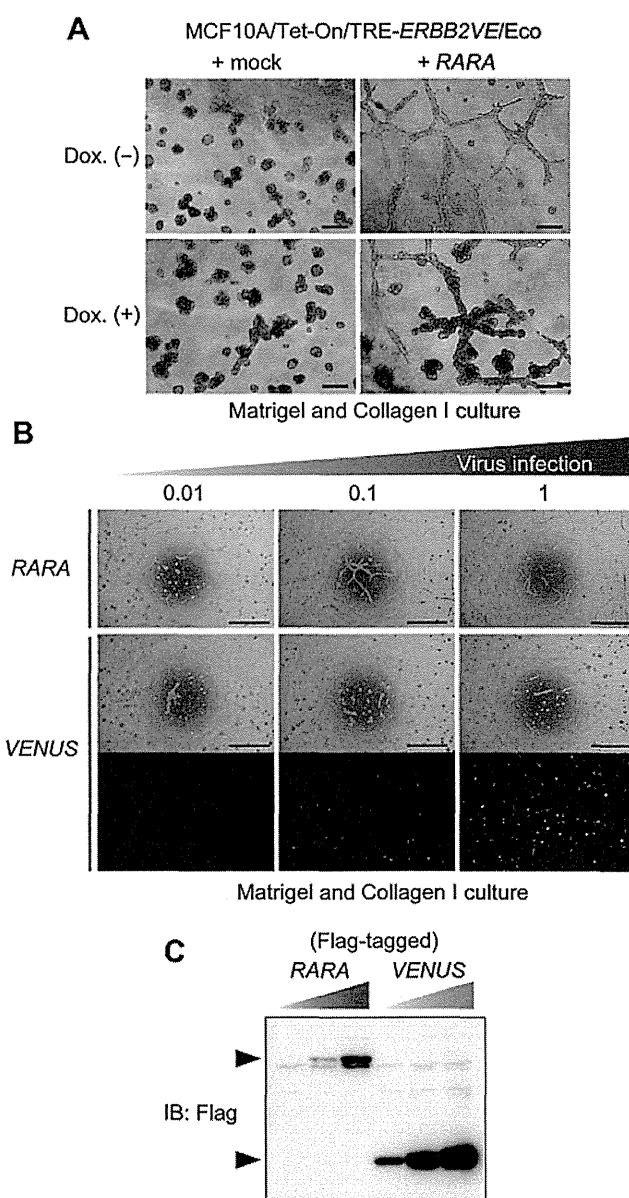 A
MCF10A/Tet-On/TRE-ERBB2VE/Eco
+ mock + RARA
Dox. (−)
Dox. (+)
Matrigel and Collagen I culture
B
Virus infection
0.01 0.1 1
RARA
VENUS
Matrigel and Collagen I culture
C
(Flag-tagged)
RARA VENUS
IB: Flag